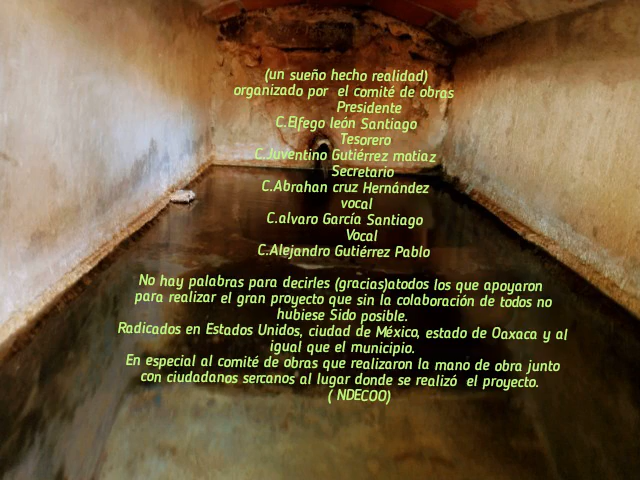 (un sueño hecho realidad)
organizado por el comité de obras
Presidente
C.Elfego león Santiago
Tesorero
C.Juventino Gutiérrez matiaz
Secretario
C.Abrahan cruz Hernández
vocal
C.alvaro García Santiago
Vocal
C.Alejandro Gutiérrez Pablo
No hay palabras para decirles (gracias)atodos los que apoyaron
para realizar el gran proyecto que sin la colaboración de todos no
hubiese Sido posible.
Radicados en Estados Unidos, ciudad de México, estado de Oaxaca y al
igual que el municipio.
En especial al comité de obras que realizaron la mano de obra junto
con ciudadanos sercanos al lugar donde se realizó el proyecto.
( NDECOO)